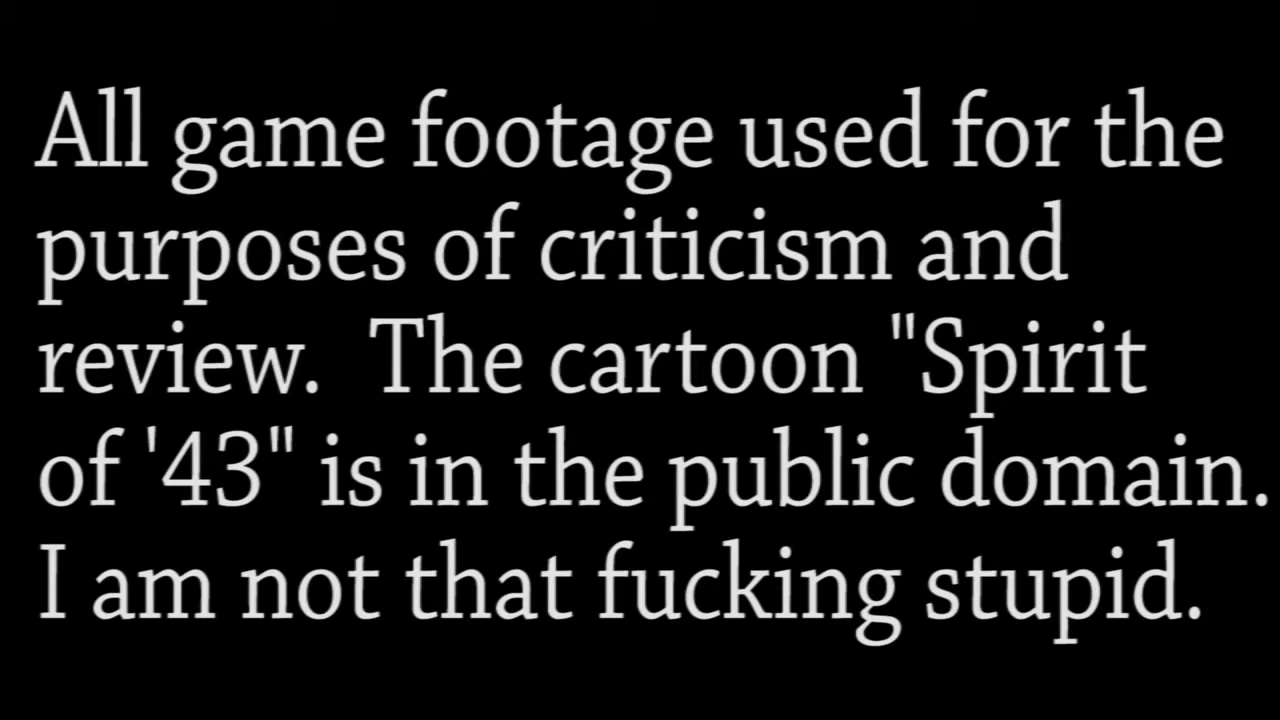 All game footage used for the
purposes of criticism and
review.  The cartoon "Spirit
of '43" is in the public domain.
I am not that fucking stupid.